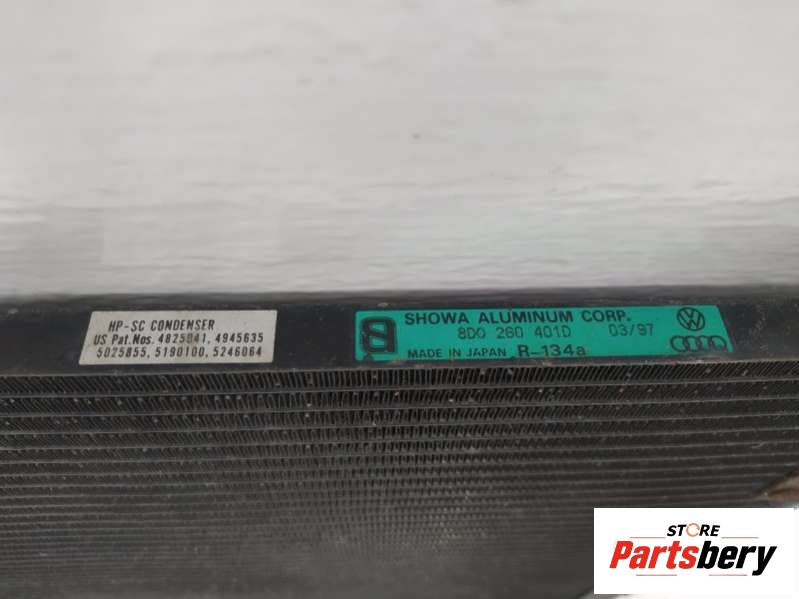 HP-SC CONDENSER
US Pat.Nos. 4825941, 4945635
5025855, 5190100, 5246064
SHOWA ALUMINUM CORP.
8D0 260 401D 03/97
MADE IN JAPAN R-134a
STORE
Partsbery